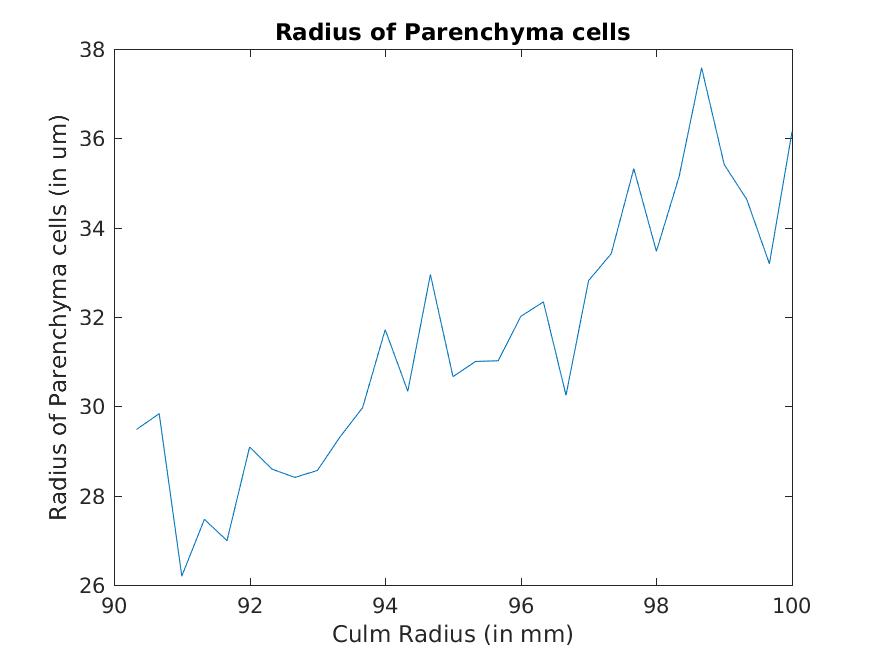 Radius of Parenchyma cells
38
36
34
32
30
28
26
Radius of Parenchyma cells (in um)
90 92 94 96 98 100
Culm Radius (in mm)